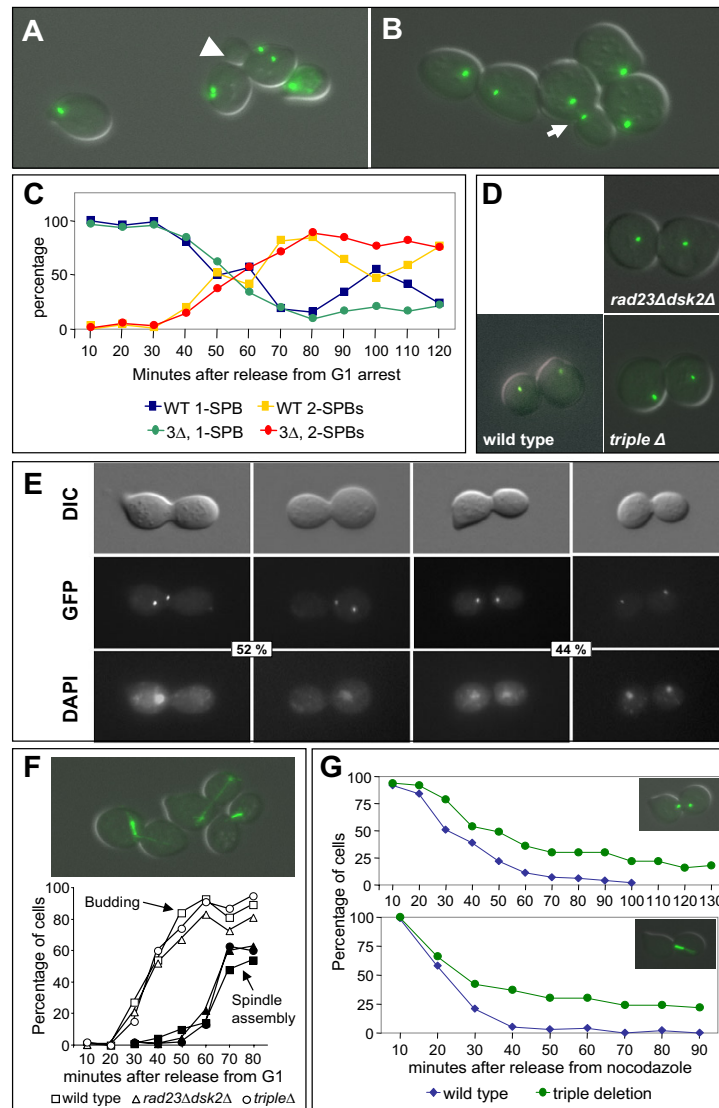 A
B
C
percentage
100
50
0
10 20 30 40 50 60 70 80 90 100 110 120
Minutes after release from G1 arrest
WT 1-SPB WT 2-SPBs
3Δ, 1-SPB 3Δ, 2-SPBs
D
rad23Δdsk2Δ
wild type
triple Δ
E
DIC
GFP
52 %
44 %
DAPI
F
Percentage of cells
100
80
60
40
20
0
Budding
Spindle
assembly
10 20 30 40 50 60 70 80
minutes after release from G1
wild type rad23Δdsk2Δ tripleΔ
G
Percentage of cells
100
75
50
25
0
10 20 30 40 50 60 70 80 90 100 110 120 130
100
75
50
25
0
10 20 30 40 50 60 70 80 90
minutes after release from nocodazole
wild type triple deletion